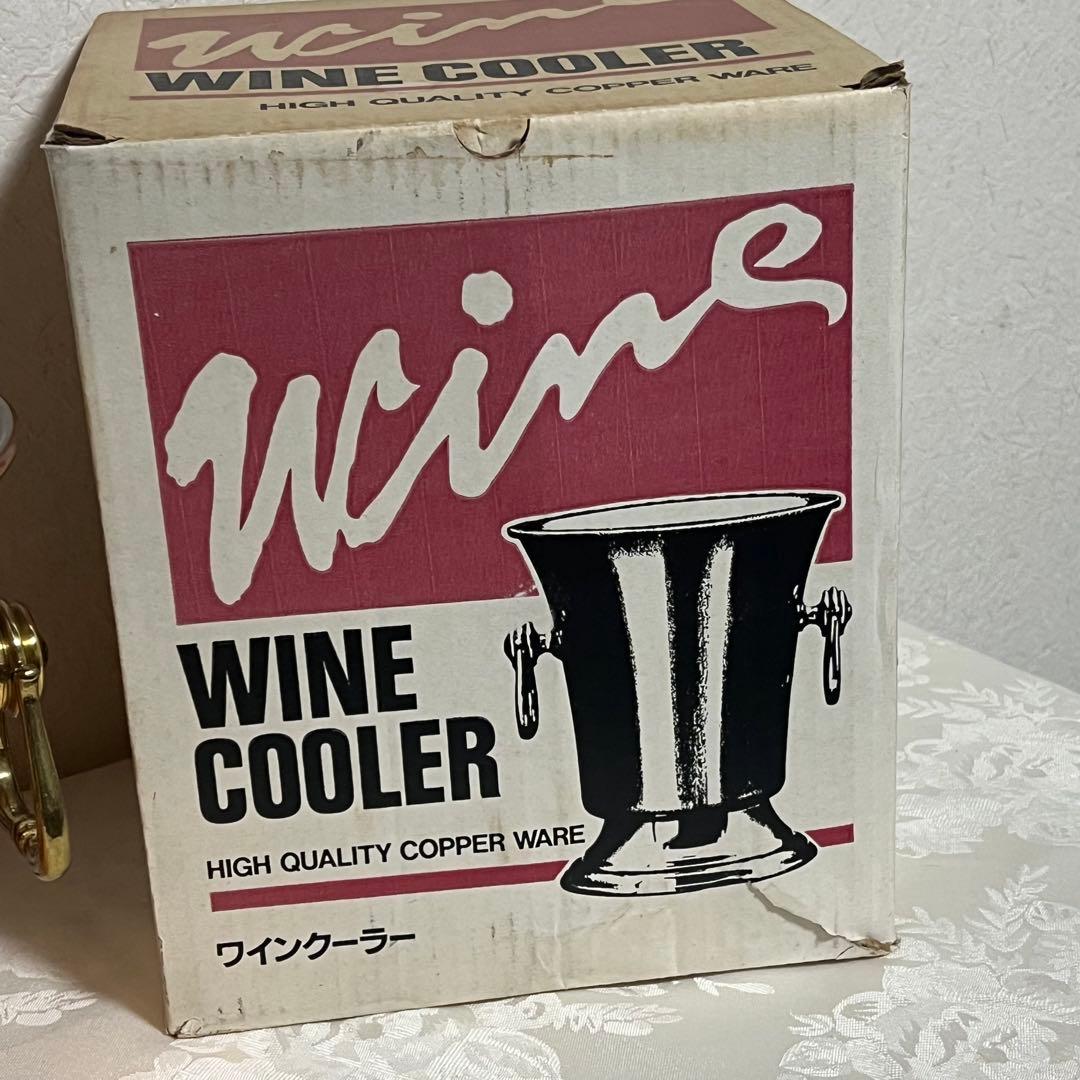 Wine
WINE COOLER
HIGH QUALITY COPPER WARE
Wine
WINE
COOLER
HIGH QUALITY COPPER WARE
ワインクーラー